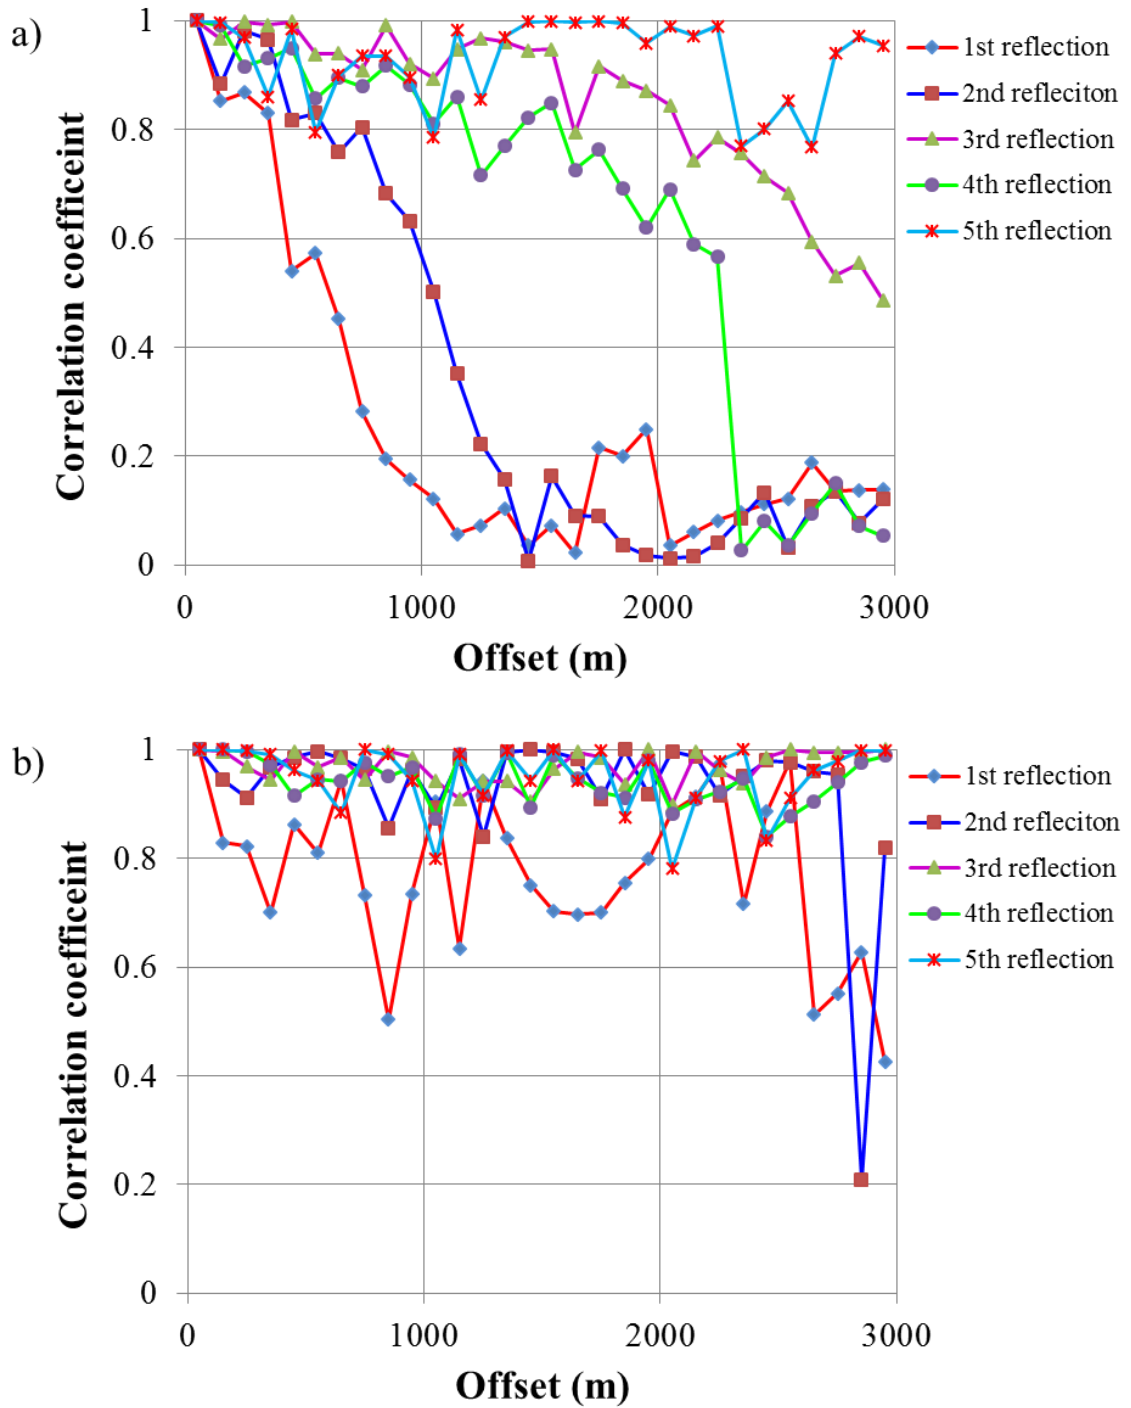 a)
1
0.8
0.6
0.4
0.2
0
0 1000 2000 3000
Correlation coefficeint
Offset (m)
1st reflection
2nd refleciton
3rd reflection
4th reflection
5th reflection
b)
1
0.8
0.6
0.4
0.2
0
0 1000 2000 3000
Correlation coefficeint
Offset (m)
1st reflection
2nd refleciton
3rd reflection
4th reflection
5th reflection